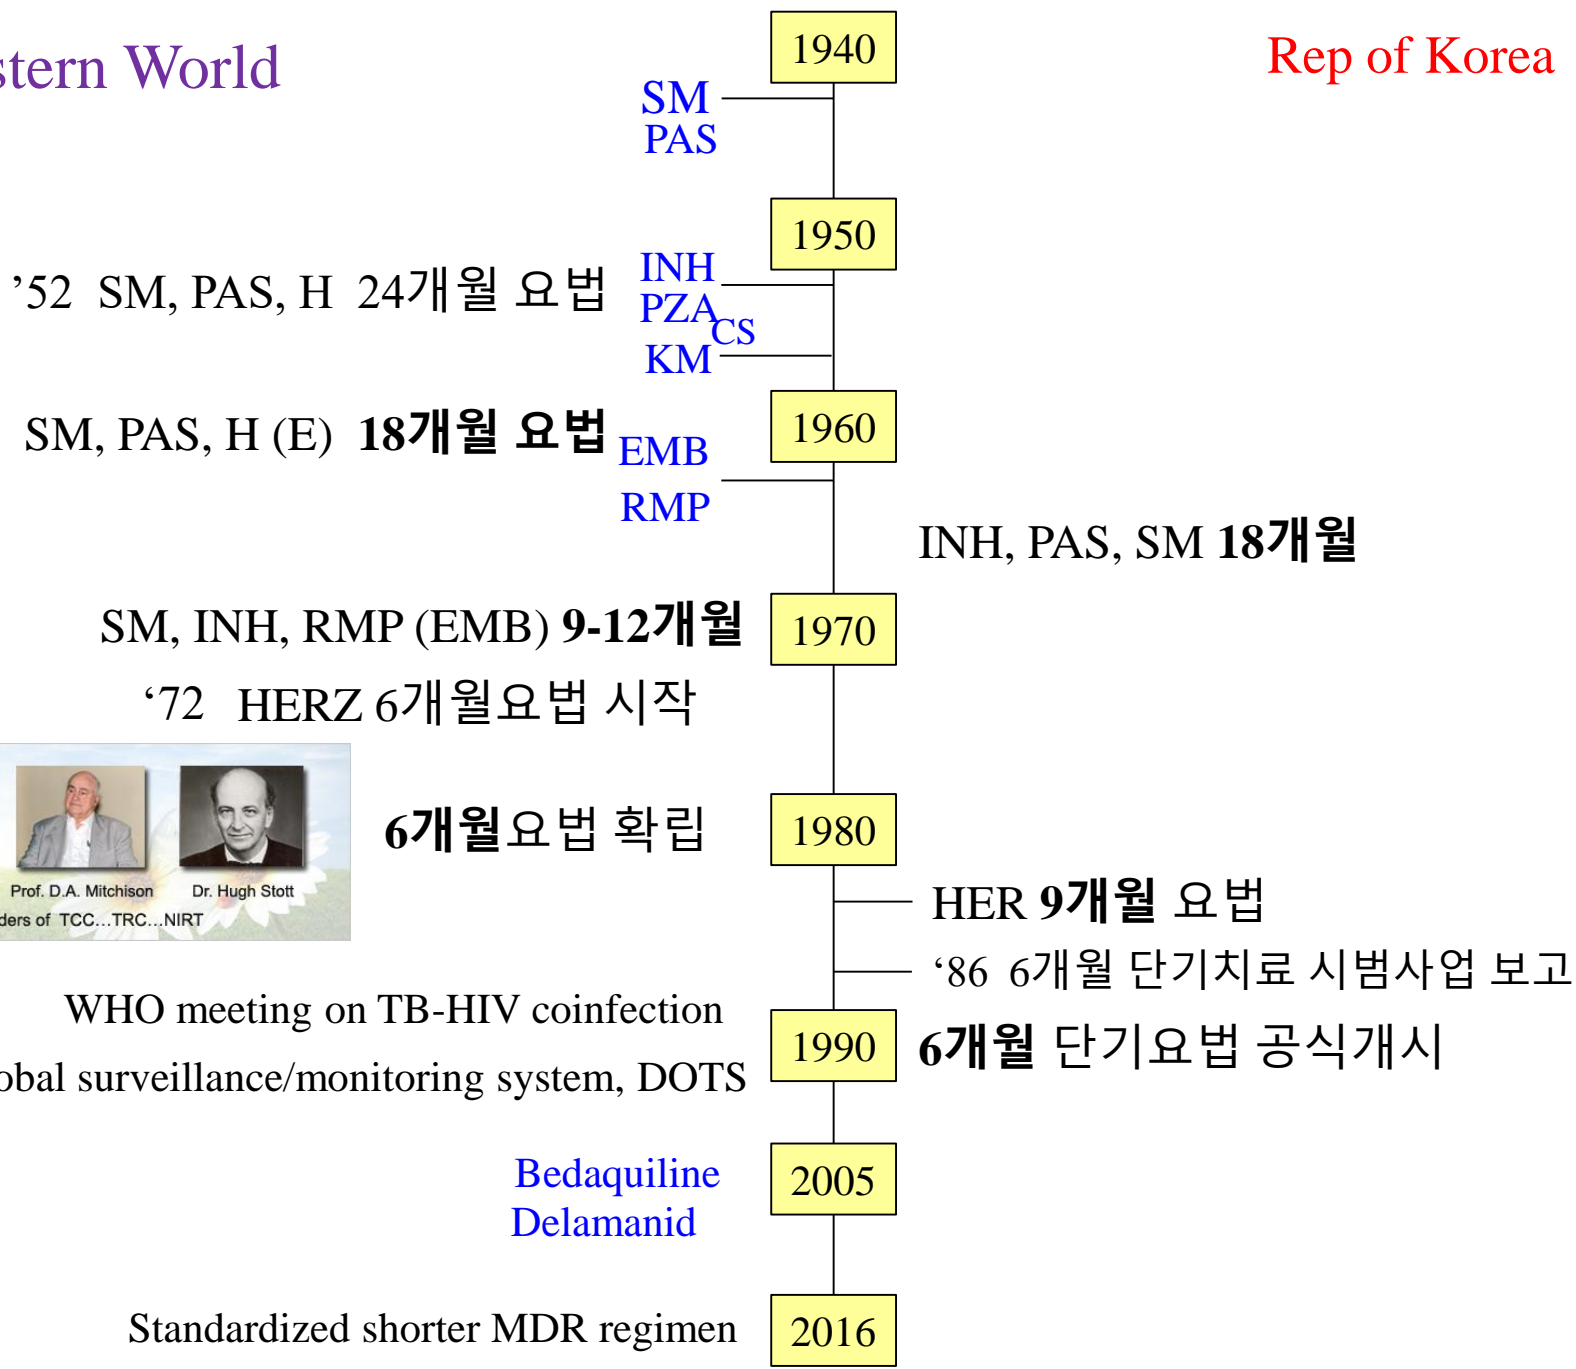 stern World
1940
Rep of Korea
SM
PAS
1950
’52 SM, PAS, H 24개월 요법
INH
PZA
CS
KM
SM, PAS, H (E) 18개월 요법
1960
EMB
RMP
INH, PAS, SM 18개월
SM, INH, RMP (EMB) 9-12개월
1970
‘72 HERZ 6개월요법 시작
Prof. D.A. Mitchison
Dr. Hugh Stott
ders of TCC...TRC...NIRT
6개월요법 확립
1980
HER 9개월 요법
‘86 6개월 단기치료 시범사업 보고
WHO meeting on TB-HIV coinfection
1990
6개월 단기요법 공식개시
obal surveillance/monitoring system, DOTS
Bedaquiline
Delamanid
2005
Standardized shorter MDR regimen
2016